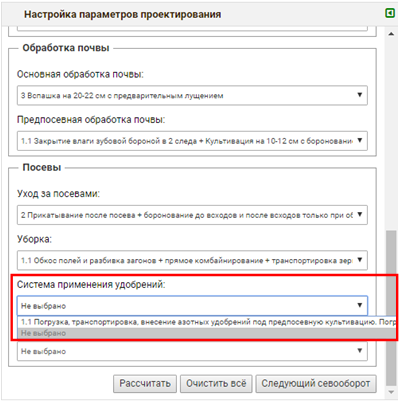 Настройка параметров проектирования
Обработка почвы
Основная обработка почвы:
3 Вспашка на 20-22 см с предварительным лущением
Предпосевная обработка почвы:
1.1 Закрытие влаги зубовой бороной в 2 следа + Культивация на 10-12 см с боронование
Посевы
Уход за посевами:
2 Прикатывание после посева + боронование до всходов и после всходов только при об
Уборка:
1.1 Обкос полей и разбивка загонов + прямое комбайнирование + транспортировка зер
Система применения удобрений:
Не выбрано
1.1 Погрузка, транспортировка, внесение азотных удобрений под предпосевную культивацию. Погр
Не выбрано
Не выбрано
Рассчитать Очистить всё Следующий севооборот